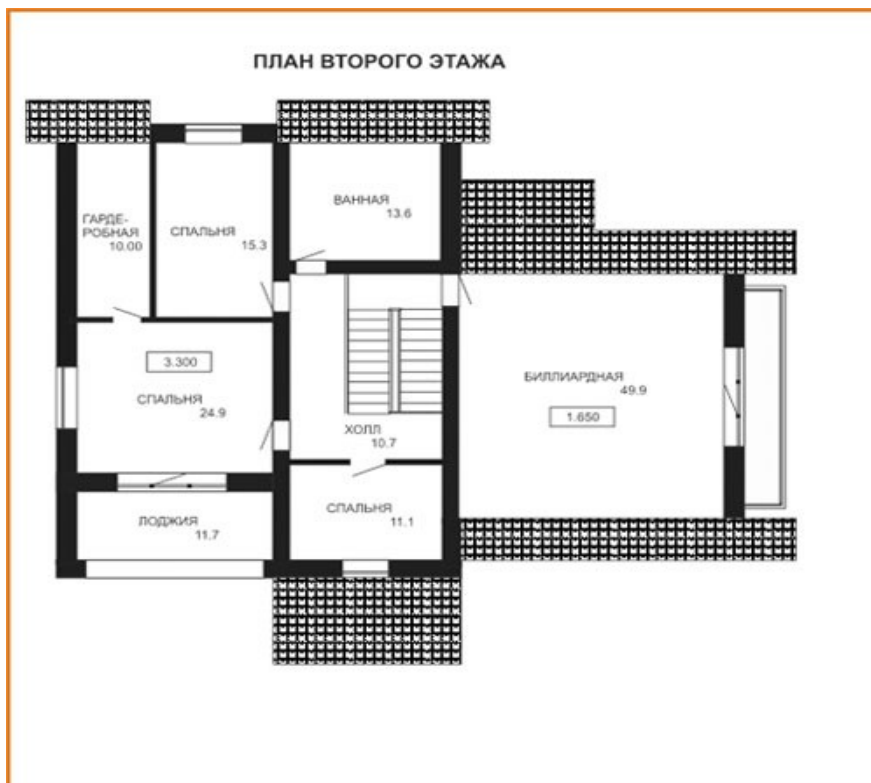 ПЛАН ВТОРОГО ЭТАЖА
ГАРДЕ-
РОБНАЯ
10.00
СПАЛЬНЯ
15.3
ВАННАЯ
13.6
3.300
СПАЛЬНЯ
24.9
ХОЛЛ
10.7
БИЛЛИАРДНАЯ
49.9
1.650
ЛОДЖИЯ
11.7
СПАЛЬНЯ
11.1